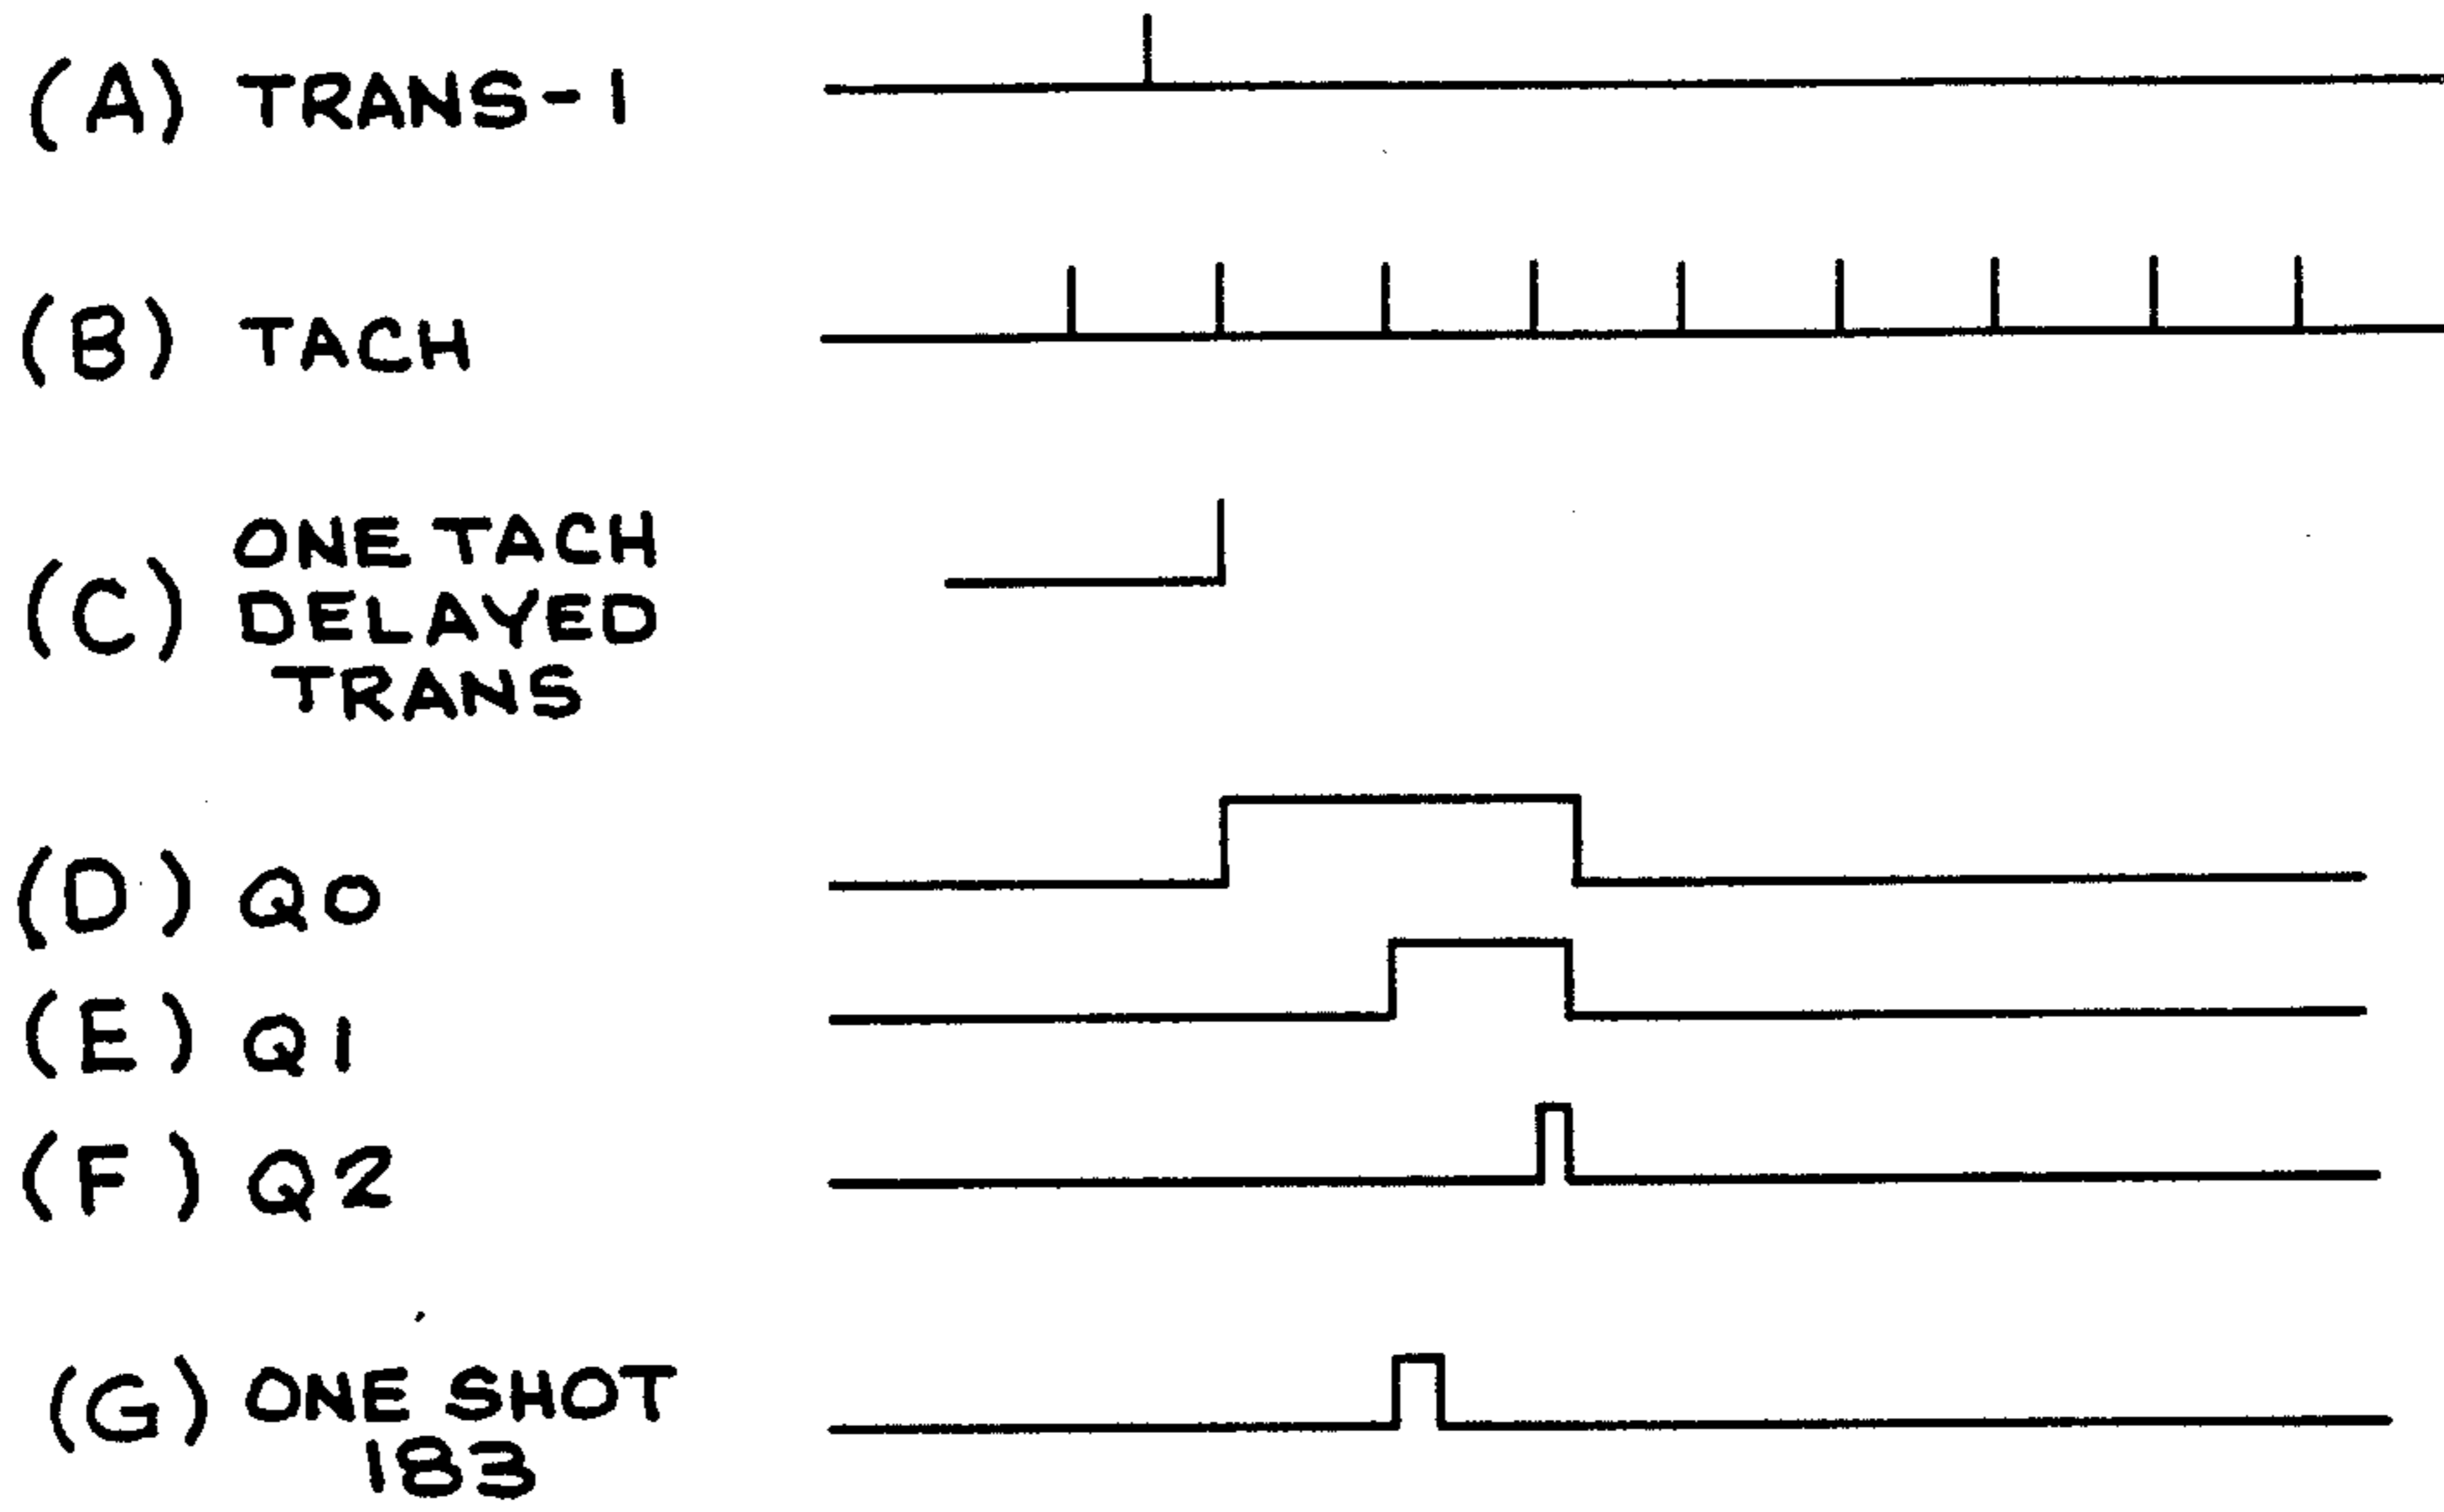 (A) TRANS-1
(B) TACH
(C) ONE TACH
DELAYED
TRANS
(D) Q0
(E) Q1
(F) Q2
(G) ONE SHOT
183